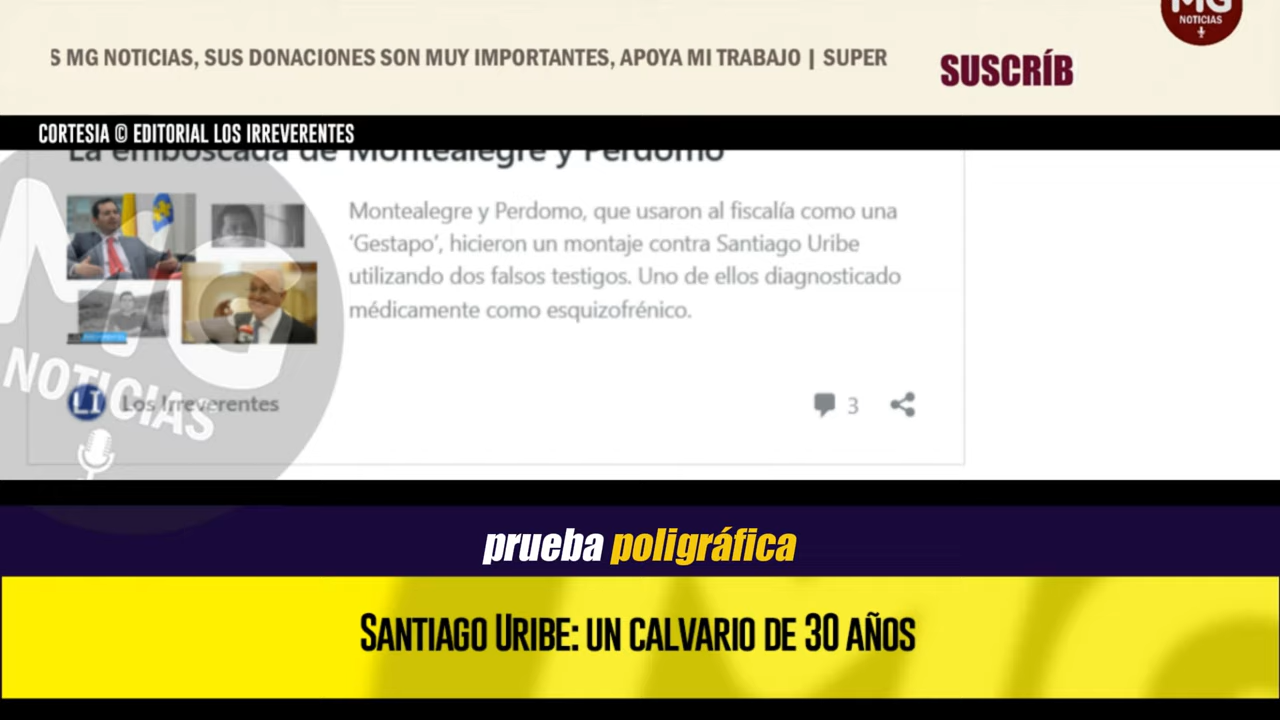 MG
NOTICIAS
S MG NOTICIAS, SUS DONACIONES SON MUY IMPORTANTES, APOYA MI TRABAJO | SUPER
SUSCRÍB
CORTESIA © EDITORIAL LOS IRREVERENTES
La emboscada de Montealegre y Perdomo
Montealegre y Perdomo, que usaron al fiscalía como una
'Gestapo', hicieron un montaje contra Santiago Uribe
utilizando dos falsos testigos. Uno de ellos diagnosticado
médicamente como esquizofrénico.
MG
NOTICIAS
LI Los Irreverentes
3
prueba poligráfica
SANTIAGO URIBE: UN CALVARIO DE 30 AÑOS